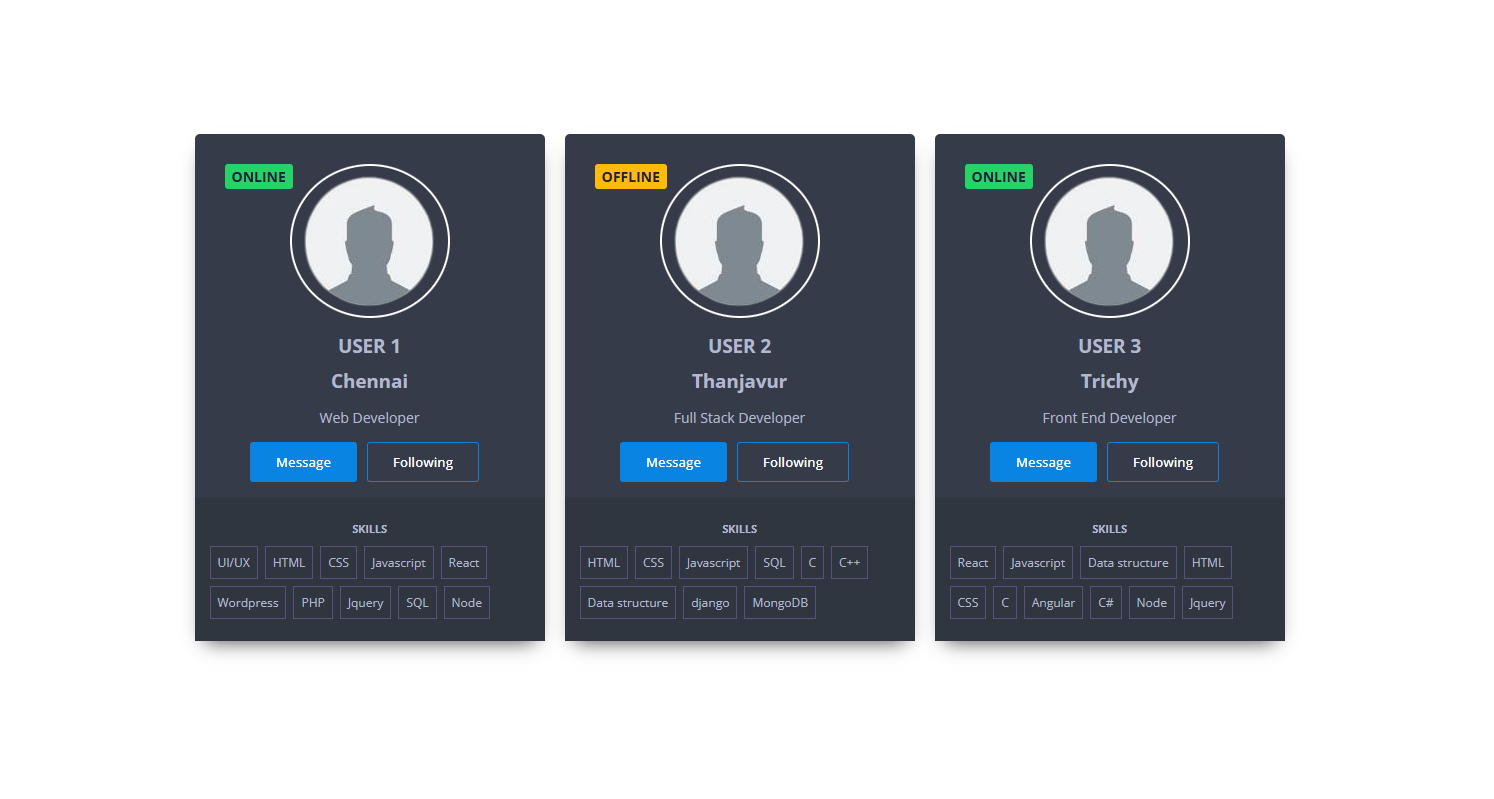 ONLINE
USER 1
Chennai
Web Developer
Message Following
SKILLS
UI/UX HTML CSS Javascript React
Wordpress PHP Jquery SQL Node
OFFLINE
USER 2
Thanjavur
Full Stack Developer
Message Following
SKILLS
HTML CSS Javascript SQL C C++
Data structure django MongoDB
ONLINE
USER 3
Trichy
Front End Developer
Message Following
SKILLS
React Javascript Data structure HTML
CSS C Angular C# Node Jquery